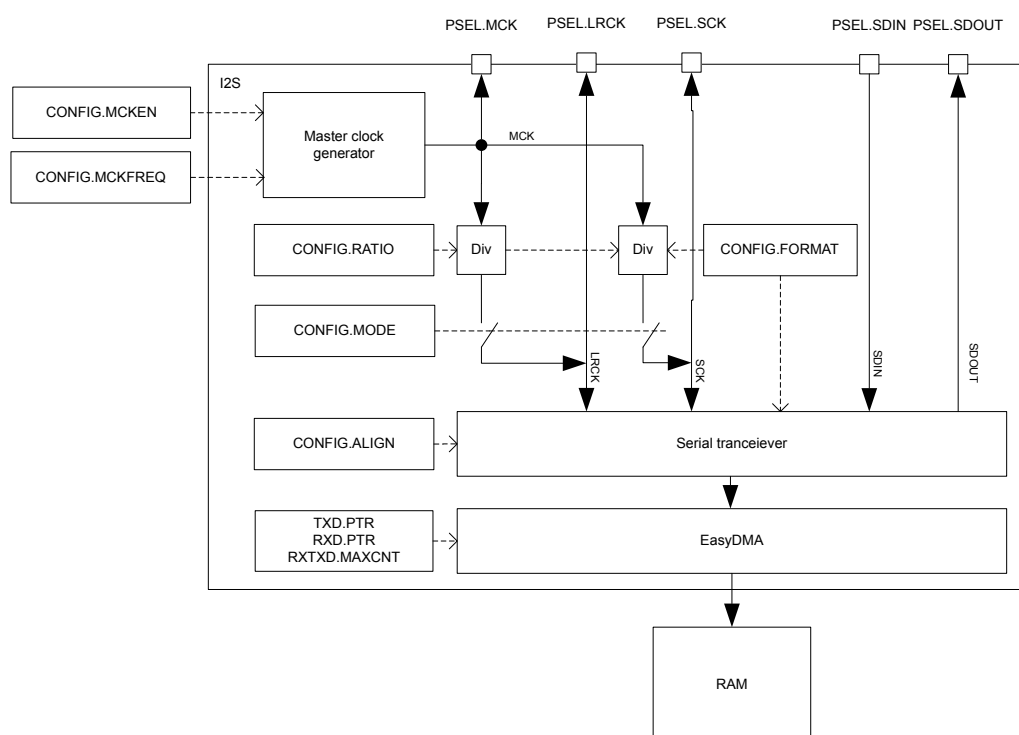 PSEL.MCK
PSEL.LRCK
PSEL.SCK
PSEL.SDIN
PSEL.SDOUT
I2S
CONFIG.MCKEN
Master clock
generator
MCK
CONFIG.MCKFREQ
CONFIG.RATIO
Div
Div
CONFIG.FORMAT
CONFIG.MODE
LRCK
SCK
SDIN
SDOUT
CONFIG.ALIGN
Serial tranceiever
TXD.PTR
RXD.PTR
RXTXD.MAXCNT
EasyDMA
RAM